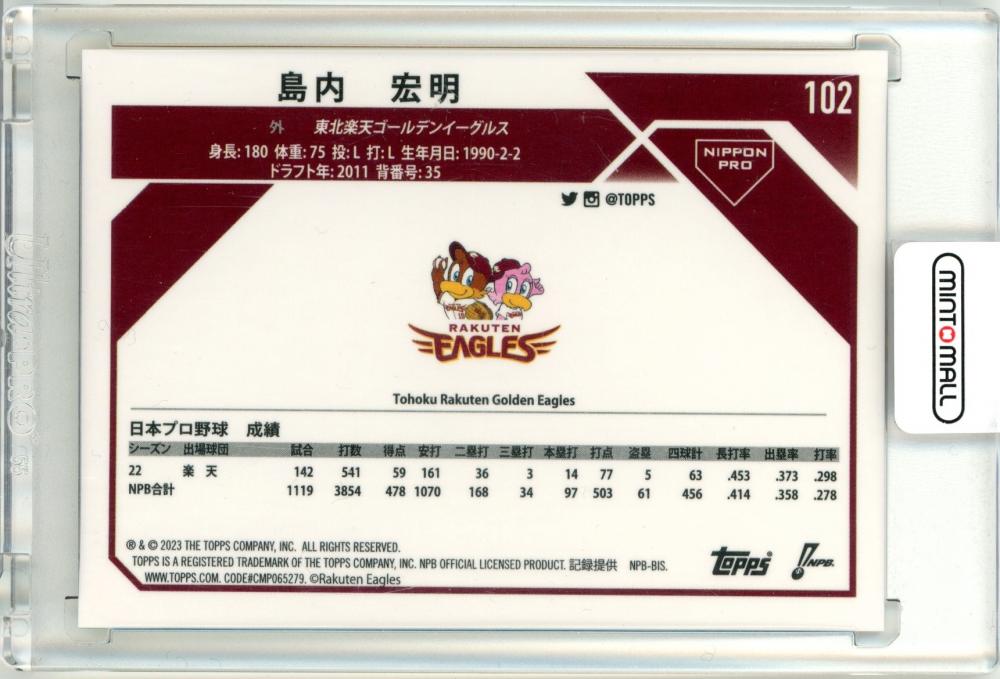 島内 宏明
102
外 東北楽天ゴールデンイーグルス
身長: 180 体重: 75 投: L 打: L 生年月日: 1990-2-2
ドラフト年: 2011 背番号: 35
NIPPON
PRO
@TOPPS
RAKUTEN
EAGLES
Tohoku Rakuten Golden Eagles
日本プロ野球 成績
シーズン 出場球団 試合 打数 得点 安打 二塁打 三塁打 本塁打 打点 盗塁 四球計 長打率 出塁率 打率
22 楽 天 142 541 59 161 36 3 14 77 5 63 .453 .373 .298
NPB合計 1119 3854 478 1070 168 34 97 503 61 456 .414 .358 .278
® & © 2023 THE TOPPS COMPANY, INC. ALL RIGHTS RESERVED.
TOPPS IS A REGISTERED TRADEMARK OF THE TOPPS COMPANY, INC. NPB OFFICIAL LICENSED PRODUCT. 記録提供 NPB-BIS.
WWW.TOPPS.COM. CODE#CMP065279. ©Rakuten Eagles
Topps
NPB.
MINT MALL
Ultra PRO®